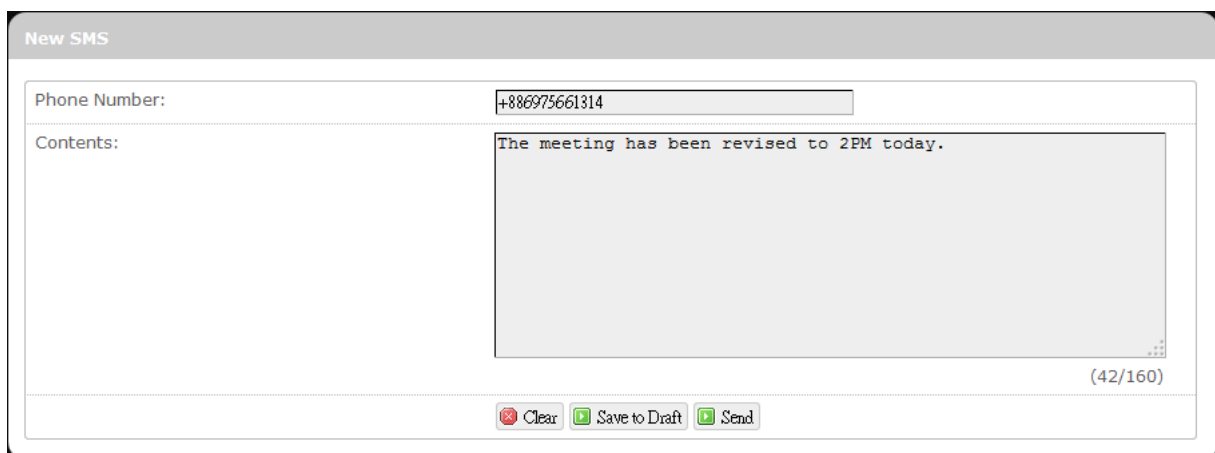 New SMS
Phone Number: +886975661314
Contents: The meeting has been revised to 2PM today.
(42/160)
Clear Save to Draft Send